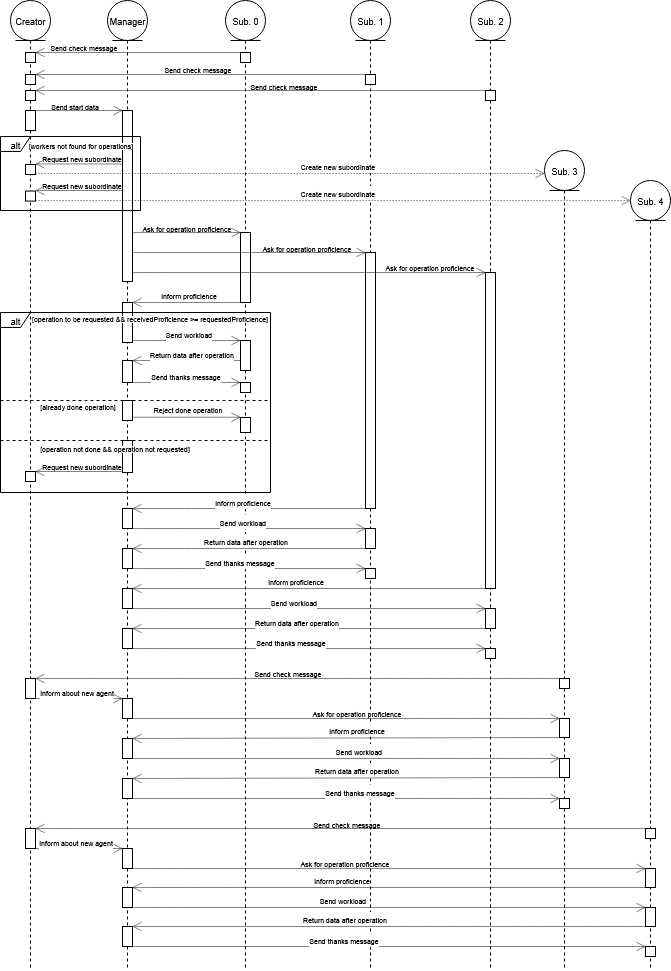 Creator
Manager
Sub. 0
Sub. 1
Sub. 2
Send check message
Send check message
Send check message
Send start data
alt
[workers not found for operations]
Request new subordinate
Create new subordinate
Sub. 3
Request new subordinate
Create new subordinate
Sub. 4
Ask for operation proficience
Ask for operation proficience
Ask for operation proficience
Inform proficience
alt
[operation to be requested && receivedProficience >= requestedProficience]
Send workload
Return data after operation
Send thanks message
[already done operation]
Reject done operation
[operation not done && operation not requested]
Request new subordinate
Inform proficience
Send workload
Return data after operation
Send thanks message
Inform proficience
Send workload
Return data after operation
Send thanks message
Send check message
Inform about new agent
Ask for operation proficience
Inform proficience
Send workload
Return data after operation
Send thanks message
Send check message
Inform about new agent
Ask for operation proficience
Inform proficience
Send workload
Return data after operation
Send thanks message